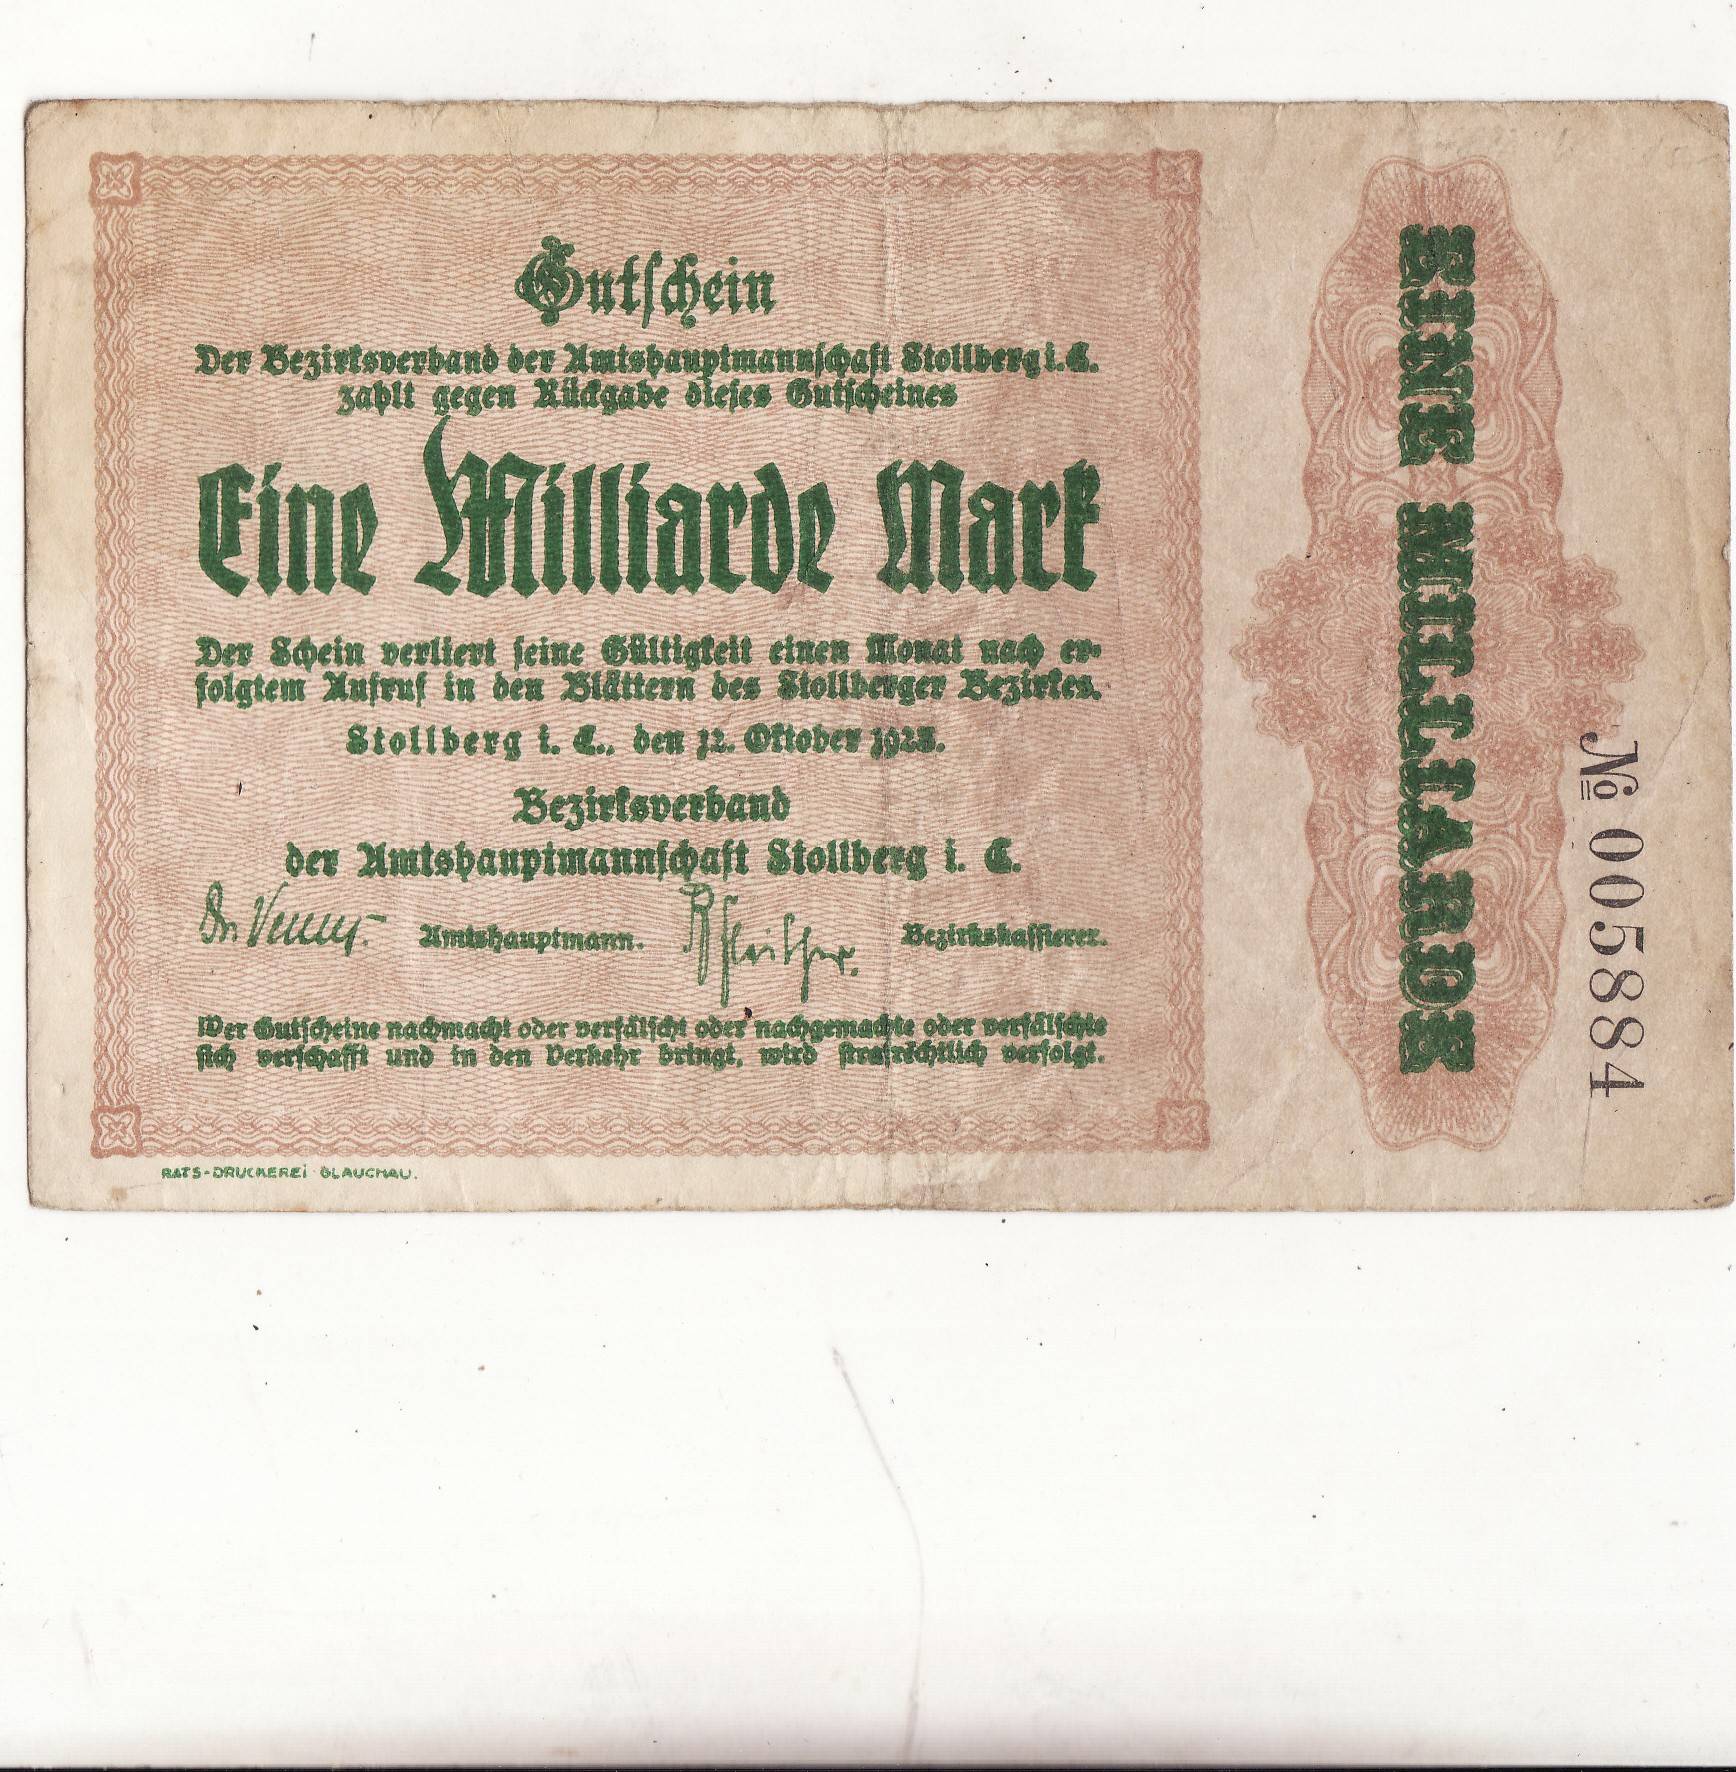 Gutschein
Der Bezirksverband der Amtshauptmannschaft Stollberg i. E.
zahlt gegen Rückgabe dieses Gutscheines
Eine Milliarde Mark
Der Schein verliert seine Gültigkeit einen Monat nach er-
folgtem Aufruf in den Blättern des Stollberger Bezirkes.
Stollberg i. E., den 12. Oktober 1923.
Bezirksverband
der Amtshauptmannschaft Stollberg i. E.
Dr. Amtshauptmann. Bezirkskassierer.
Wer Gutscheine nachmacht oder verfälscht oder nachgemachte oder verfälschte
sich verschafft und in den Verkehr bringt, wird strafrechtlich verfolgt.
RATS-DRUCKEREI GLAUCHAU.
EINE MILLIARDE
№ 005884